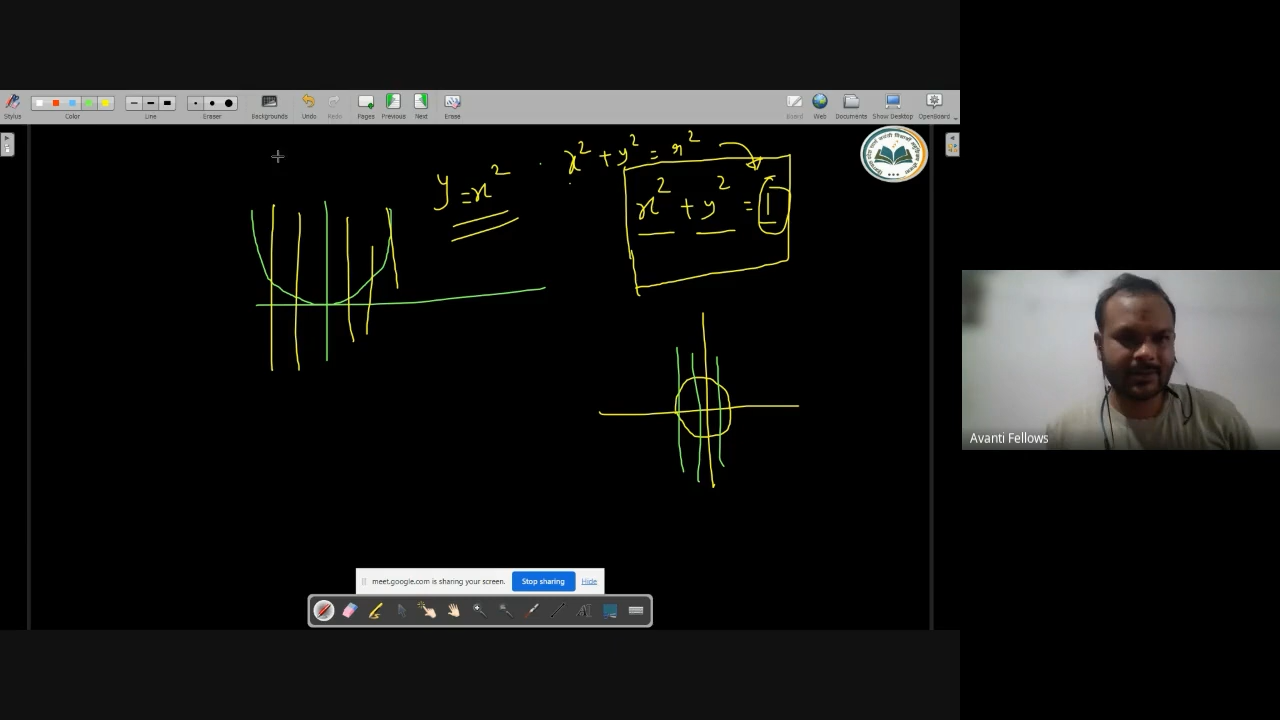 Stylus
Color
Line
Eraser
Backgrounds
Undo
Redo
Pages
Previous
Next
Erase
Board
Web
Documents
Show Desktop
OpenBoard
y = x²
x² + y² = r²
x² + y² = 1
Avanti Fellows
meet.google.com is sharing your screen.
Stop sharing
Hide